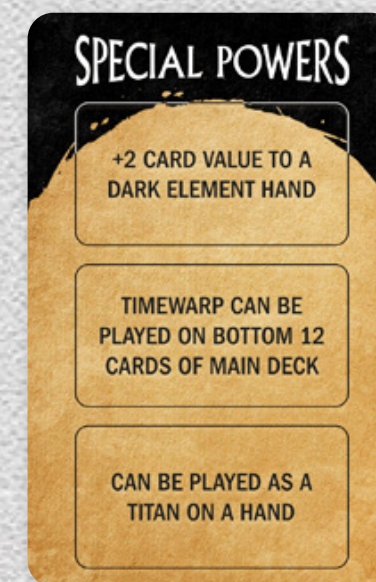 SPECIAL POWERS
+2 CARD VALUE TO A
DARK ELEMENT HAND
TIMEWARP CAN BE
PLAYED ON BOTTOM 12
CARDS OF MAIN DECK
CAN BE PLAYED AS A
TITAN ON A HAND